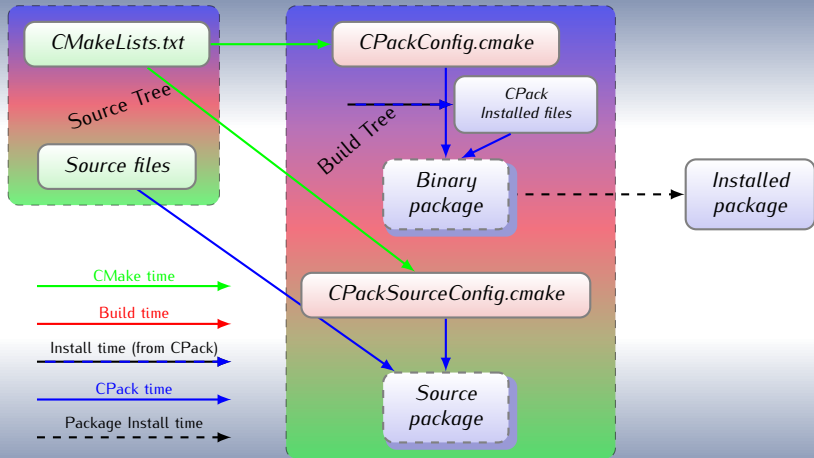 CMakeLists.txt
Source Tree
Source files
CPackConfig.cmake
CPack
Installed files
Build Tree
Binary
package
Installed
package
CPackSourceConfig.cmake
Source
package
CMake time
Build time
Install time (from CPack)
CPack time
Package Install time